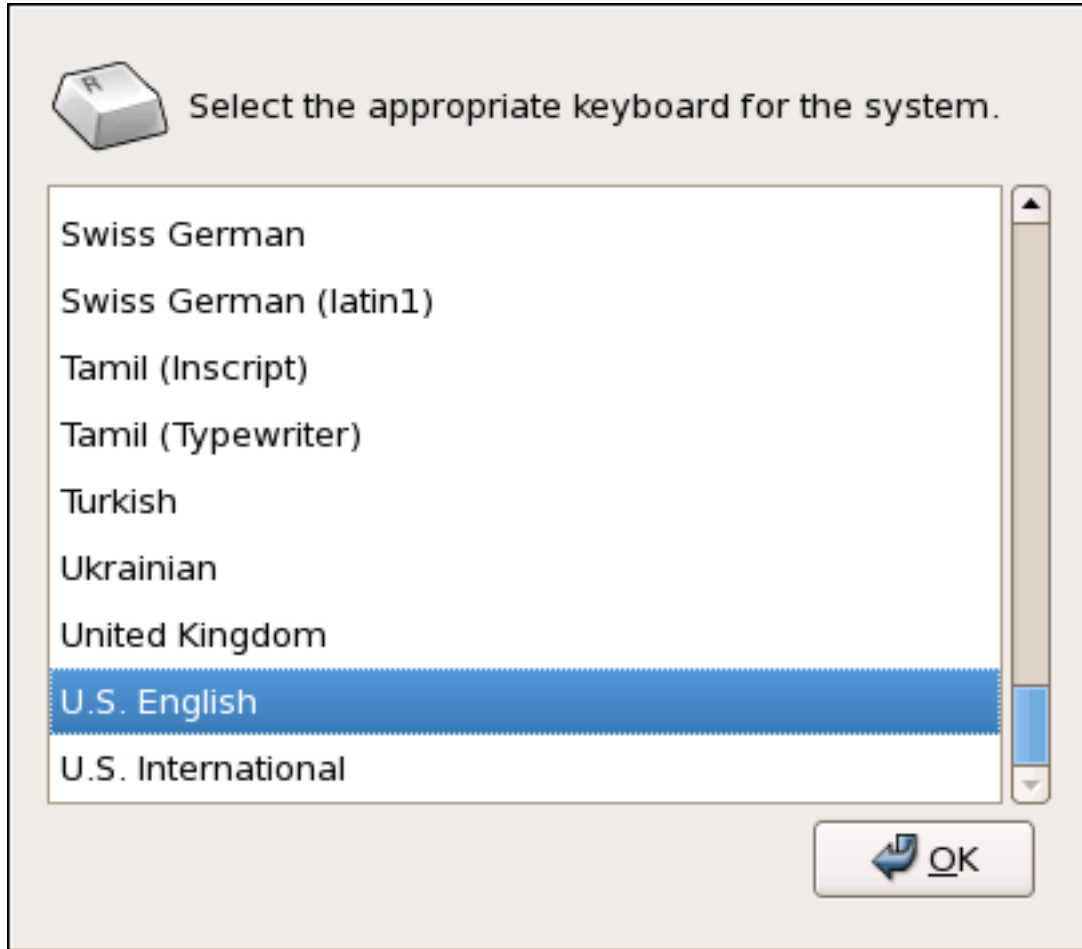 R
Select the appropriate keyboard for the system.
Swiss German
Swiss German (latin1)
Tamil (Inscript)
Tamil (Typewriter)
Turkish
Ukrainian
United Kingdom
U.S. English
U.S. International
OK